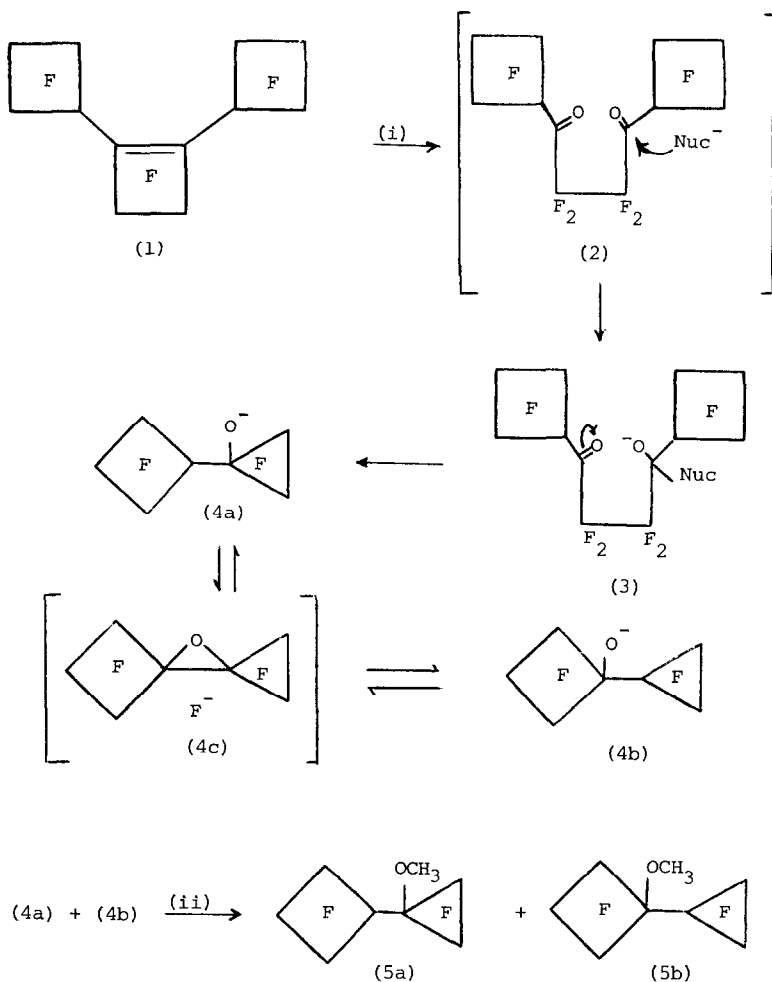 F
F
F
(1)
(i)
F
F
O
O
Nuc⁻
F₂
F₂
(2)
F
F
O
⁻O
Nuc
F₂
F₂
(3)
O⁻
F
F
(4a)
O
F
F
F⁻
(4c)
O⁻
F
F
(4b)
(4a) + (4b)
(ii)
OCH₃
F
F
(5a)
+
OCH₃
F
F
(5b)